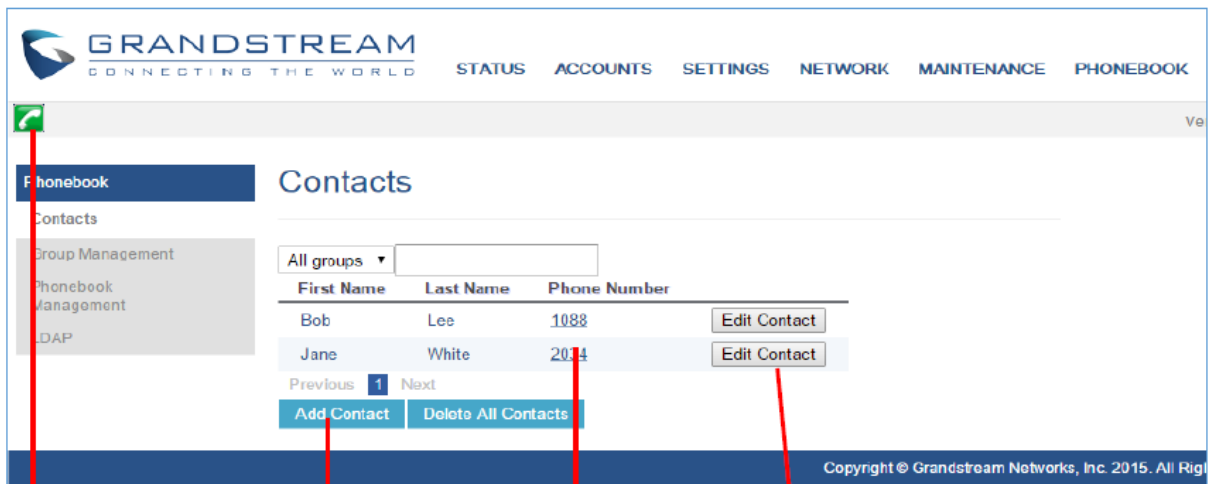 GRANDSTREAM
CONNECTING THE WORLD
STATUS ACCOUNTS SETTINGS NETWORK MAINTENANCE PHONEBOOK
Phonebook
Contacts
Group Management
Phonebook
Management
LDAP
Contacts
All groups
First Name Last Name Phone Number
Bob Lee 1088 Edit Contact
Jane White 2034 Edit Contact
Previous 1 Next
Add Contact Delete All Contacts
Copyright © Grandstream Networks, Inc. 2015. All